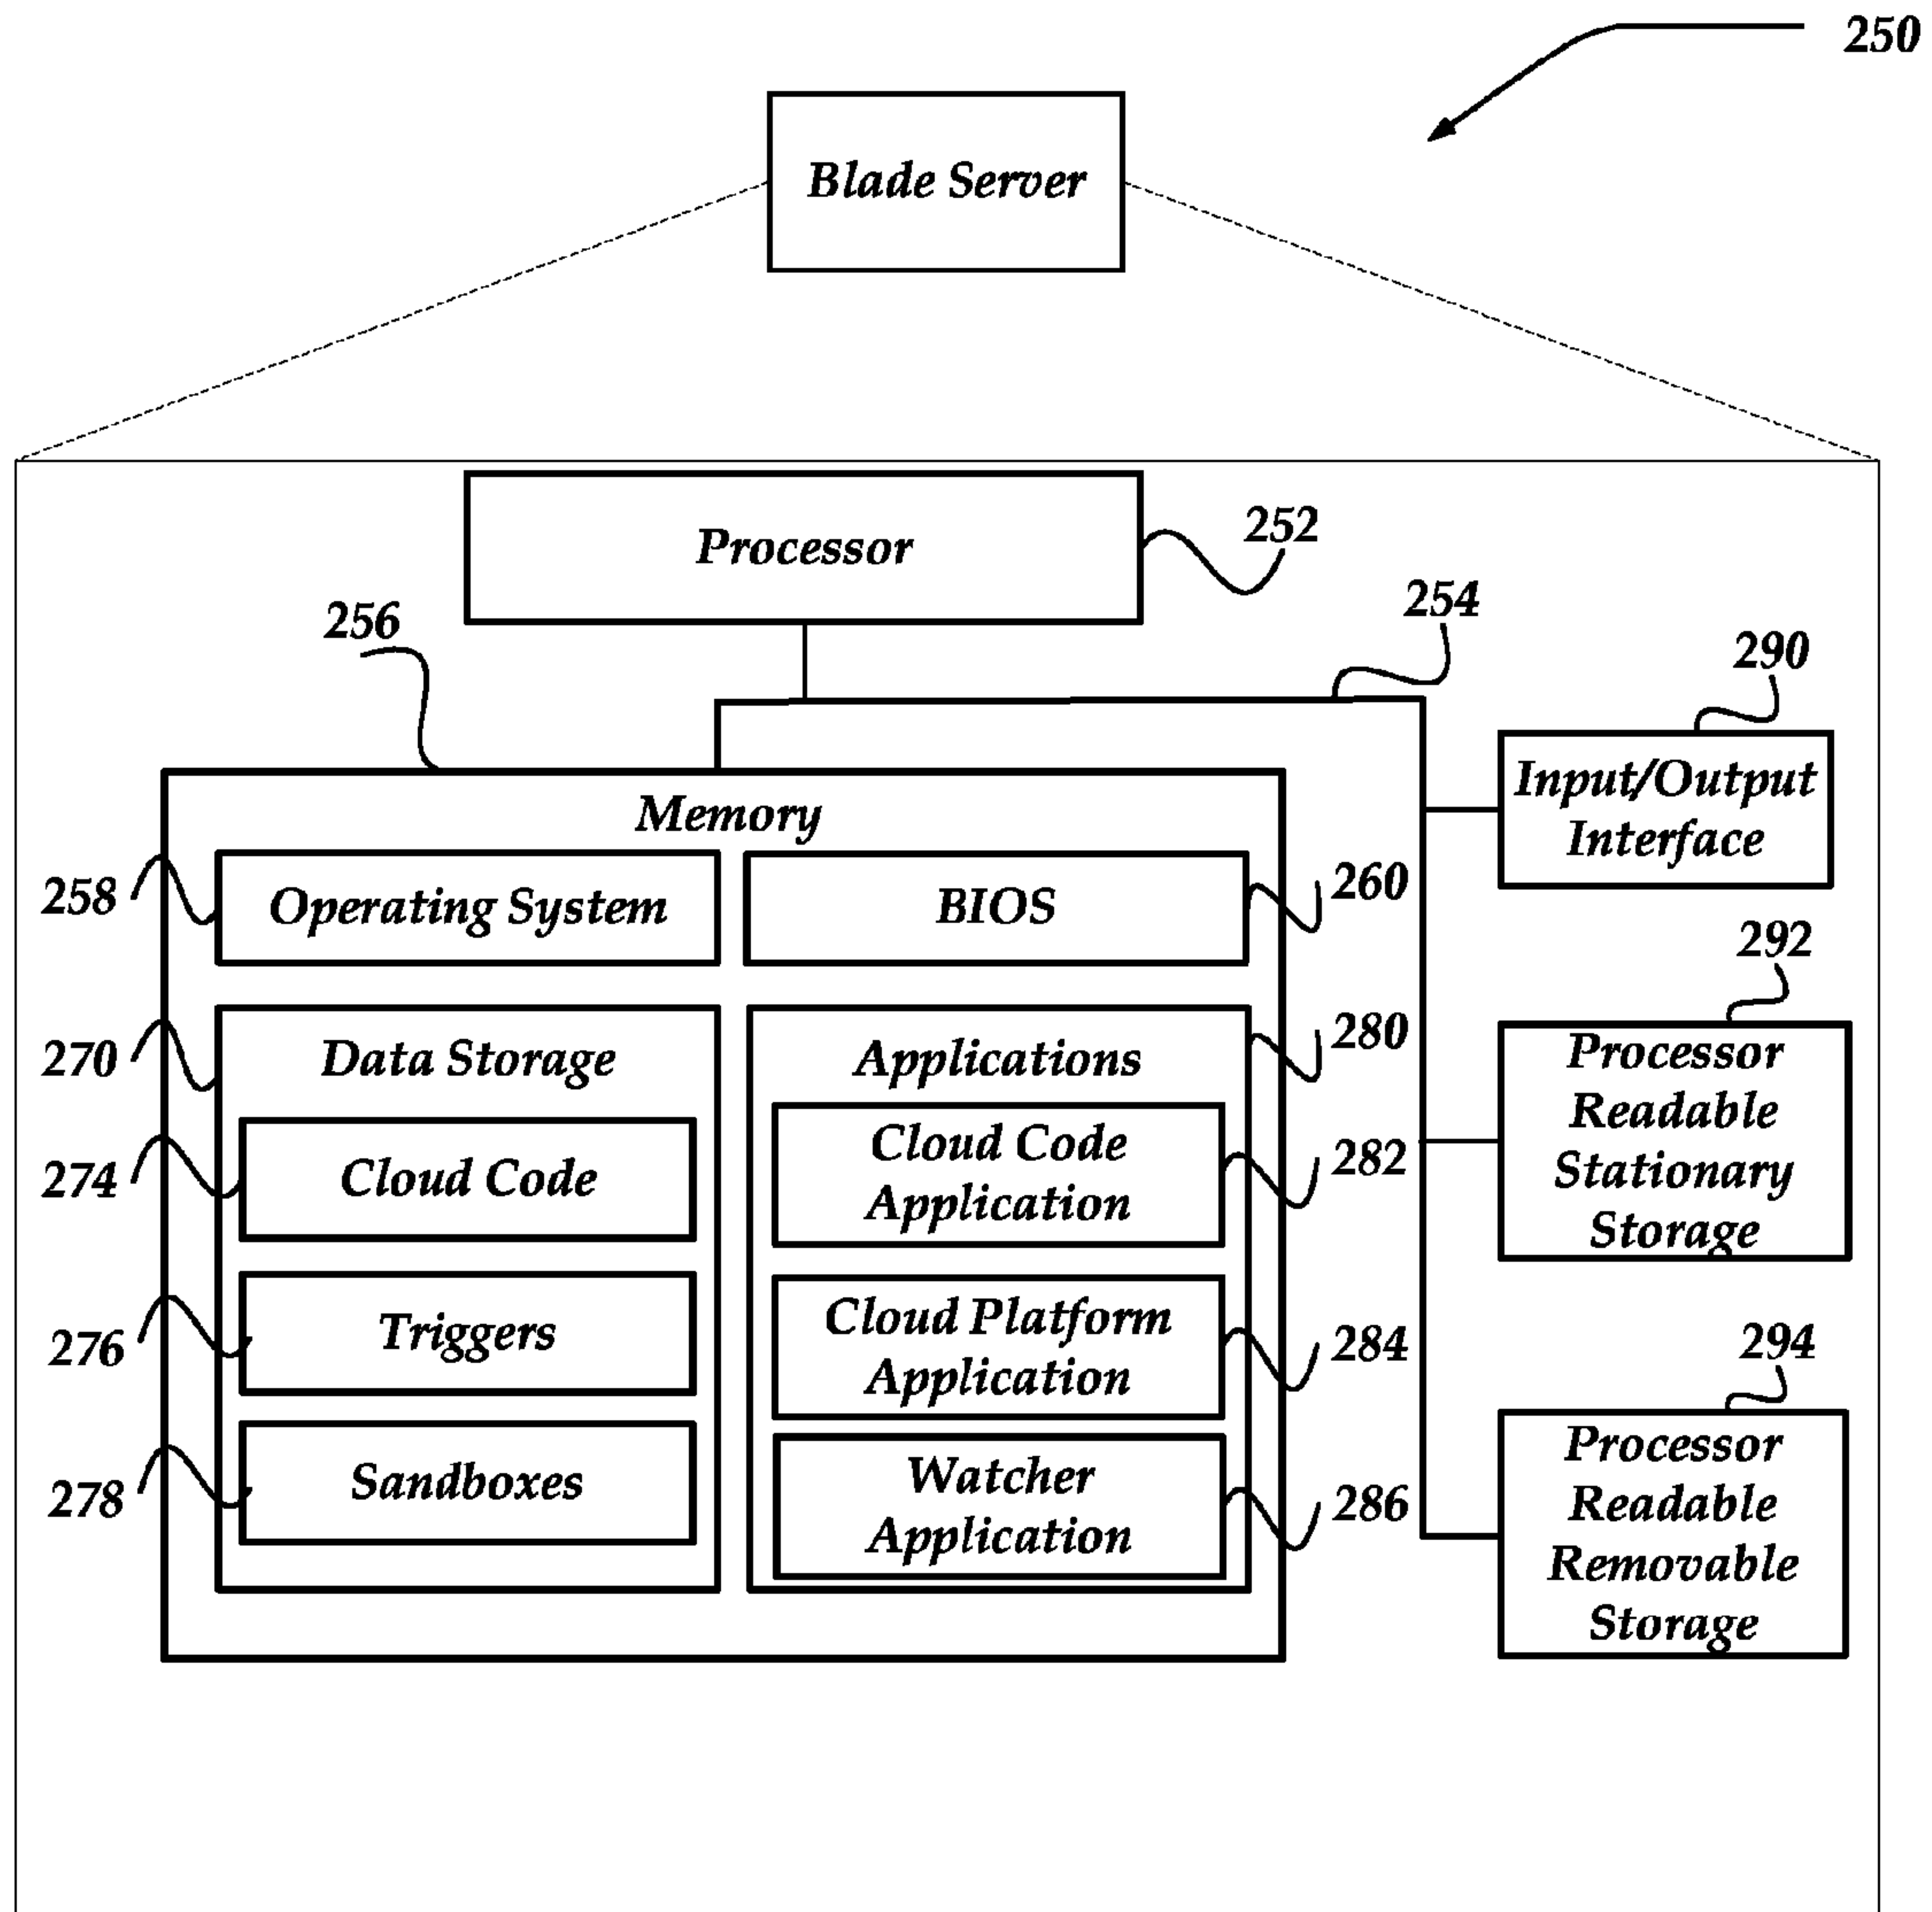 250
Blade Server
Processor
252
254
256
290
Input/Output
Interface
Memory
258
Operating System
BIOS
260
292
Processor
Readable
Stationary
Storage
270
Data Storage
Applications
280
274
Cloud Code
Cloud Code
Application
282
276
Triggers
Cloud Platform
Application
284
294
Processor
Readable
Removable
Storage
278
Sandboxes
Watcher
Application
286